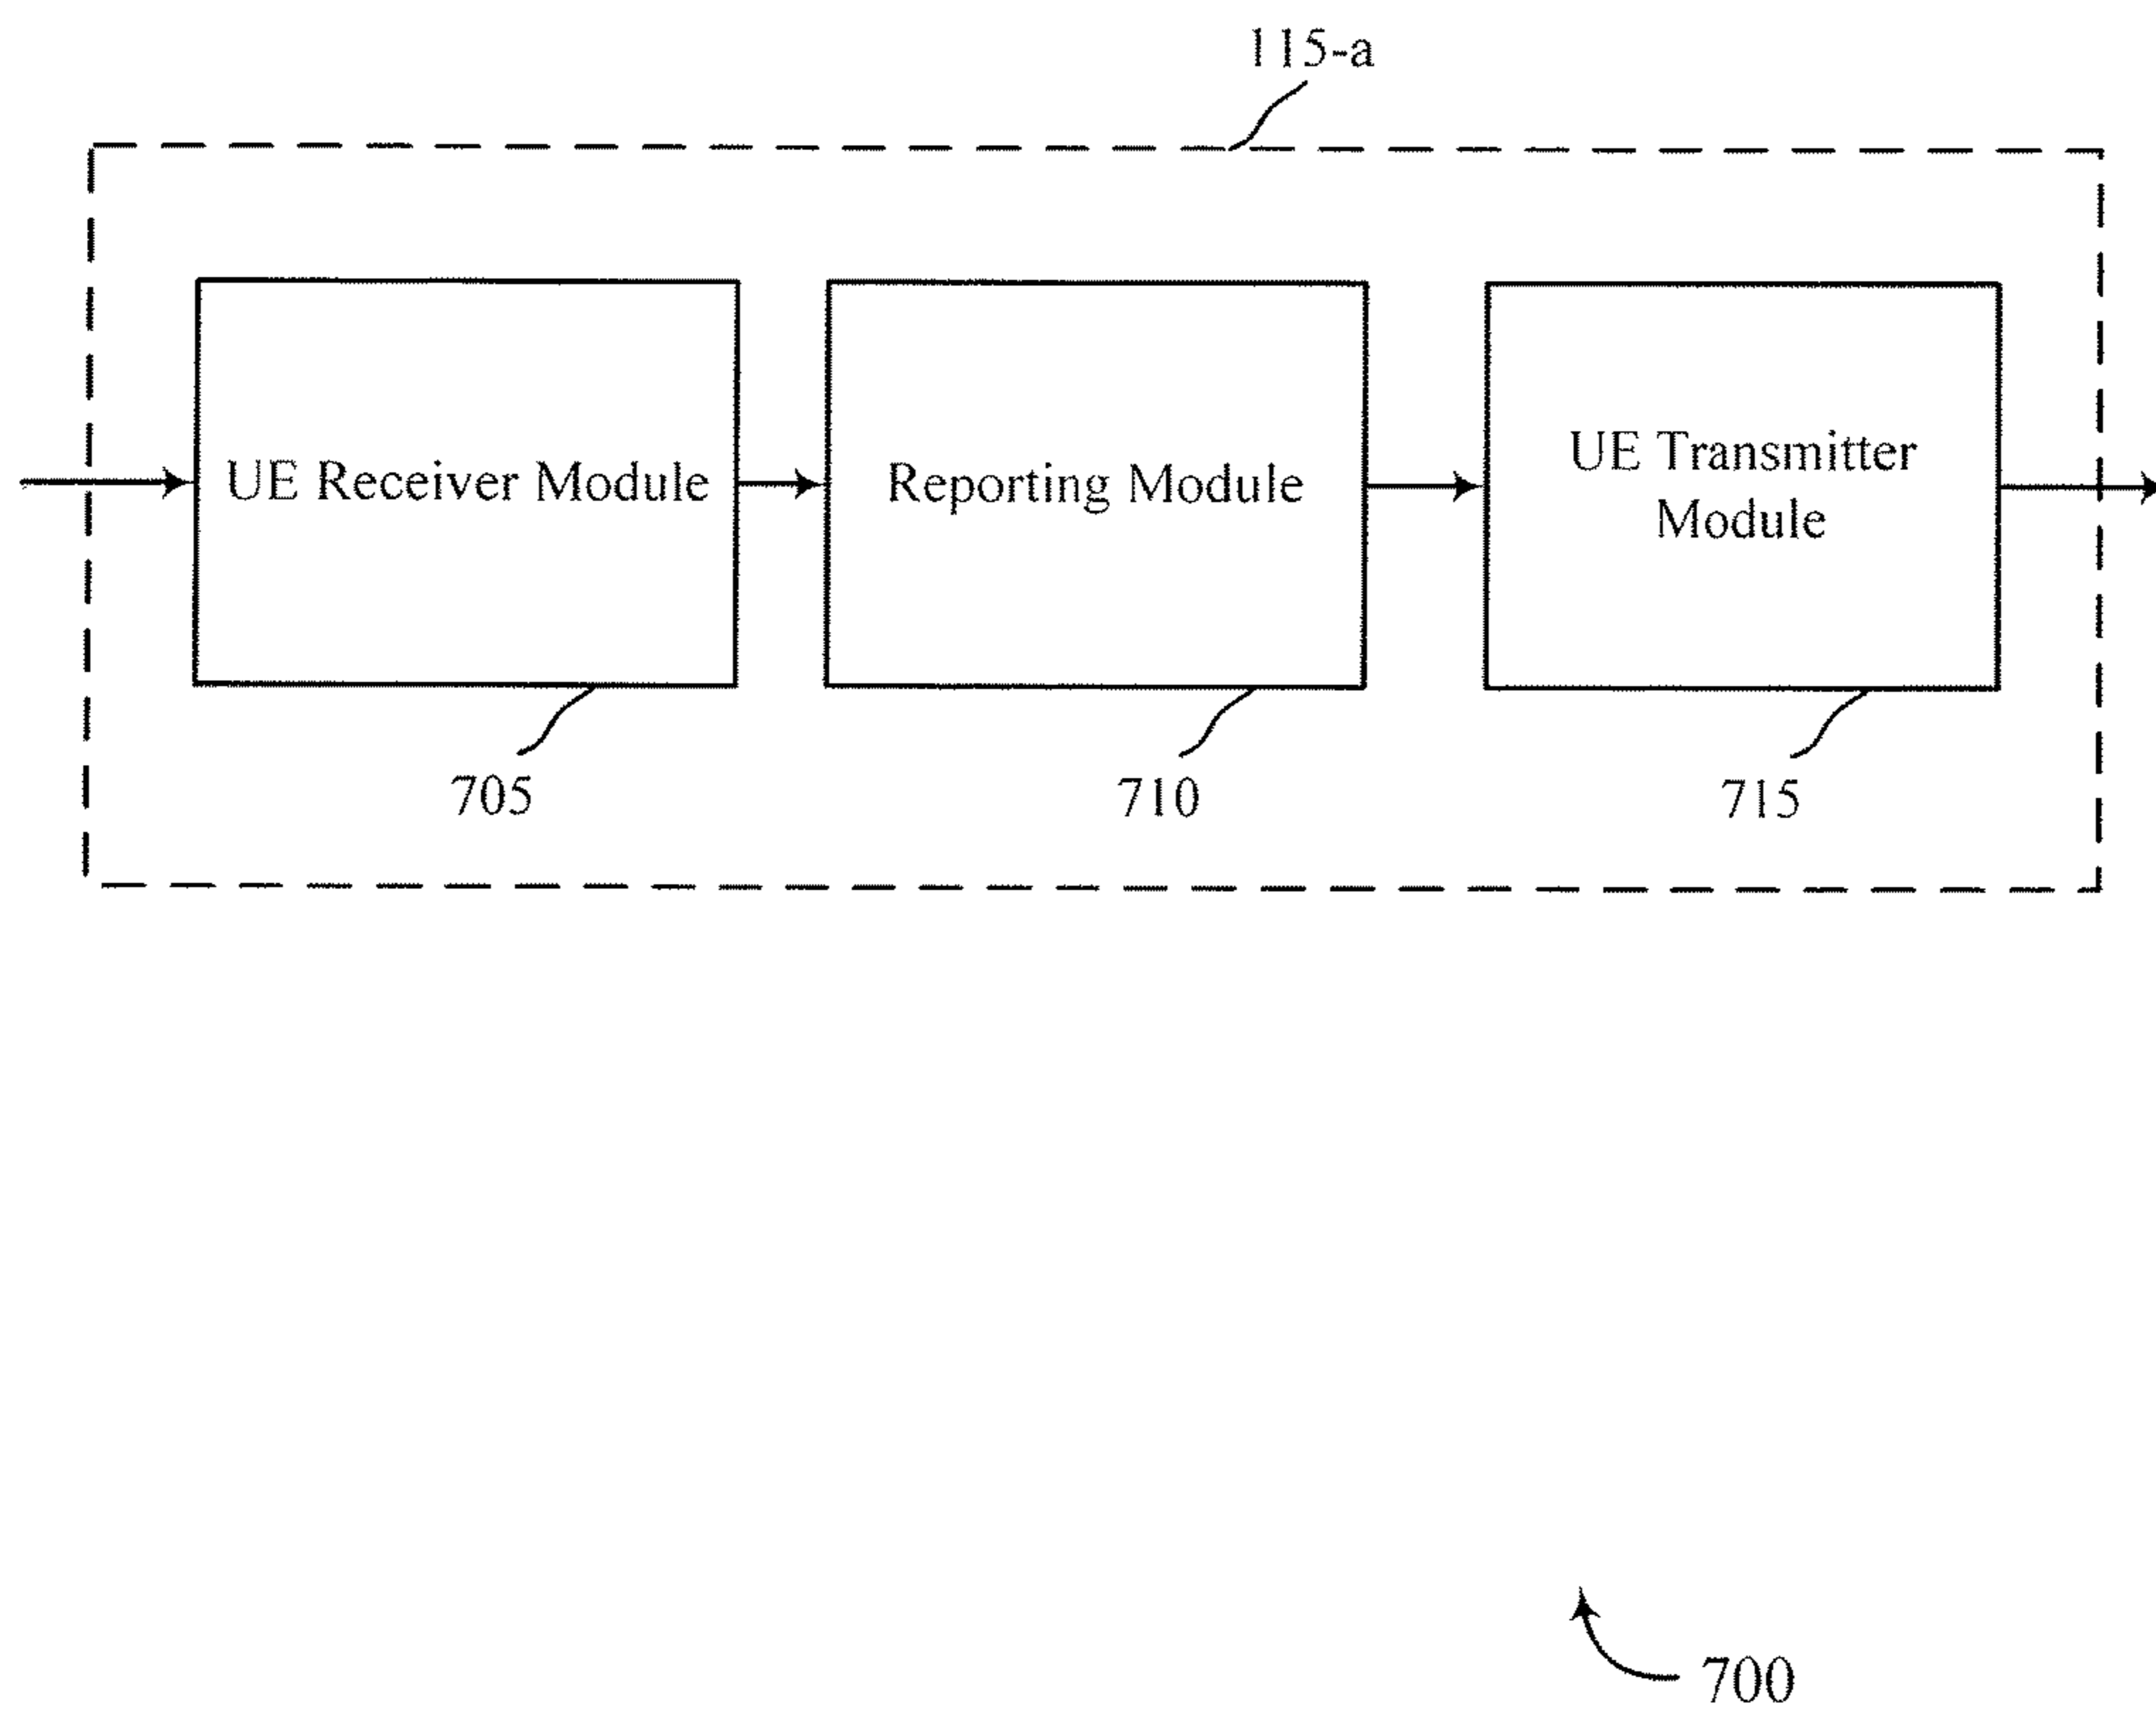 115-a
UE Receiver Module
Reporting Module
UE Transmitter
Module
705
710
715
700